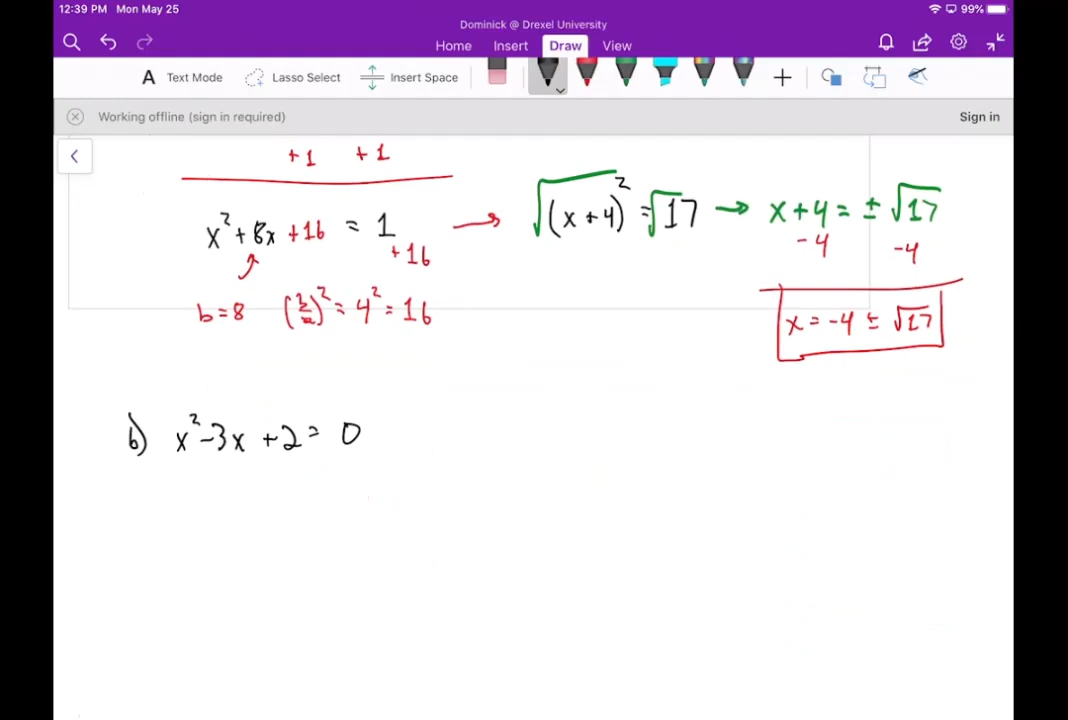 12:39 PM Mon May 25
99%
Dominick @ Drexel University
Home Insert Draw View
Text Mode Lasso Select Insert Space
Working offline (sign in required) Sign in
+1 +1
x² + 8x + 16 = 1
+16
b = 8 (b/2)² = 4² = 16
√(x + 4)² = √17 → x + 4 = ± √17
-4 -4
x = -4 ± √17
b) x² - 3x + 2 = 0